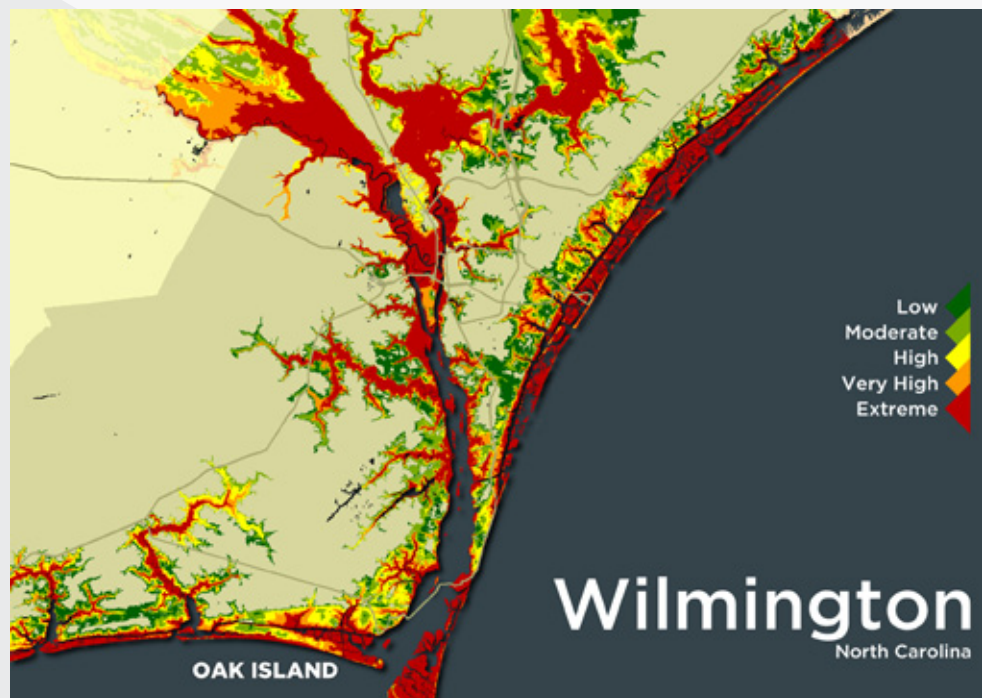 Low
Moderate
High
Very High
Extreme
Wilmington
North Carolina
OAK ISLAND